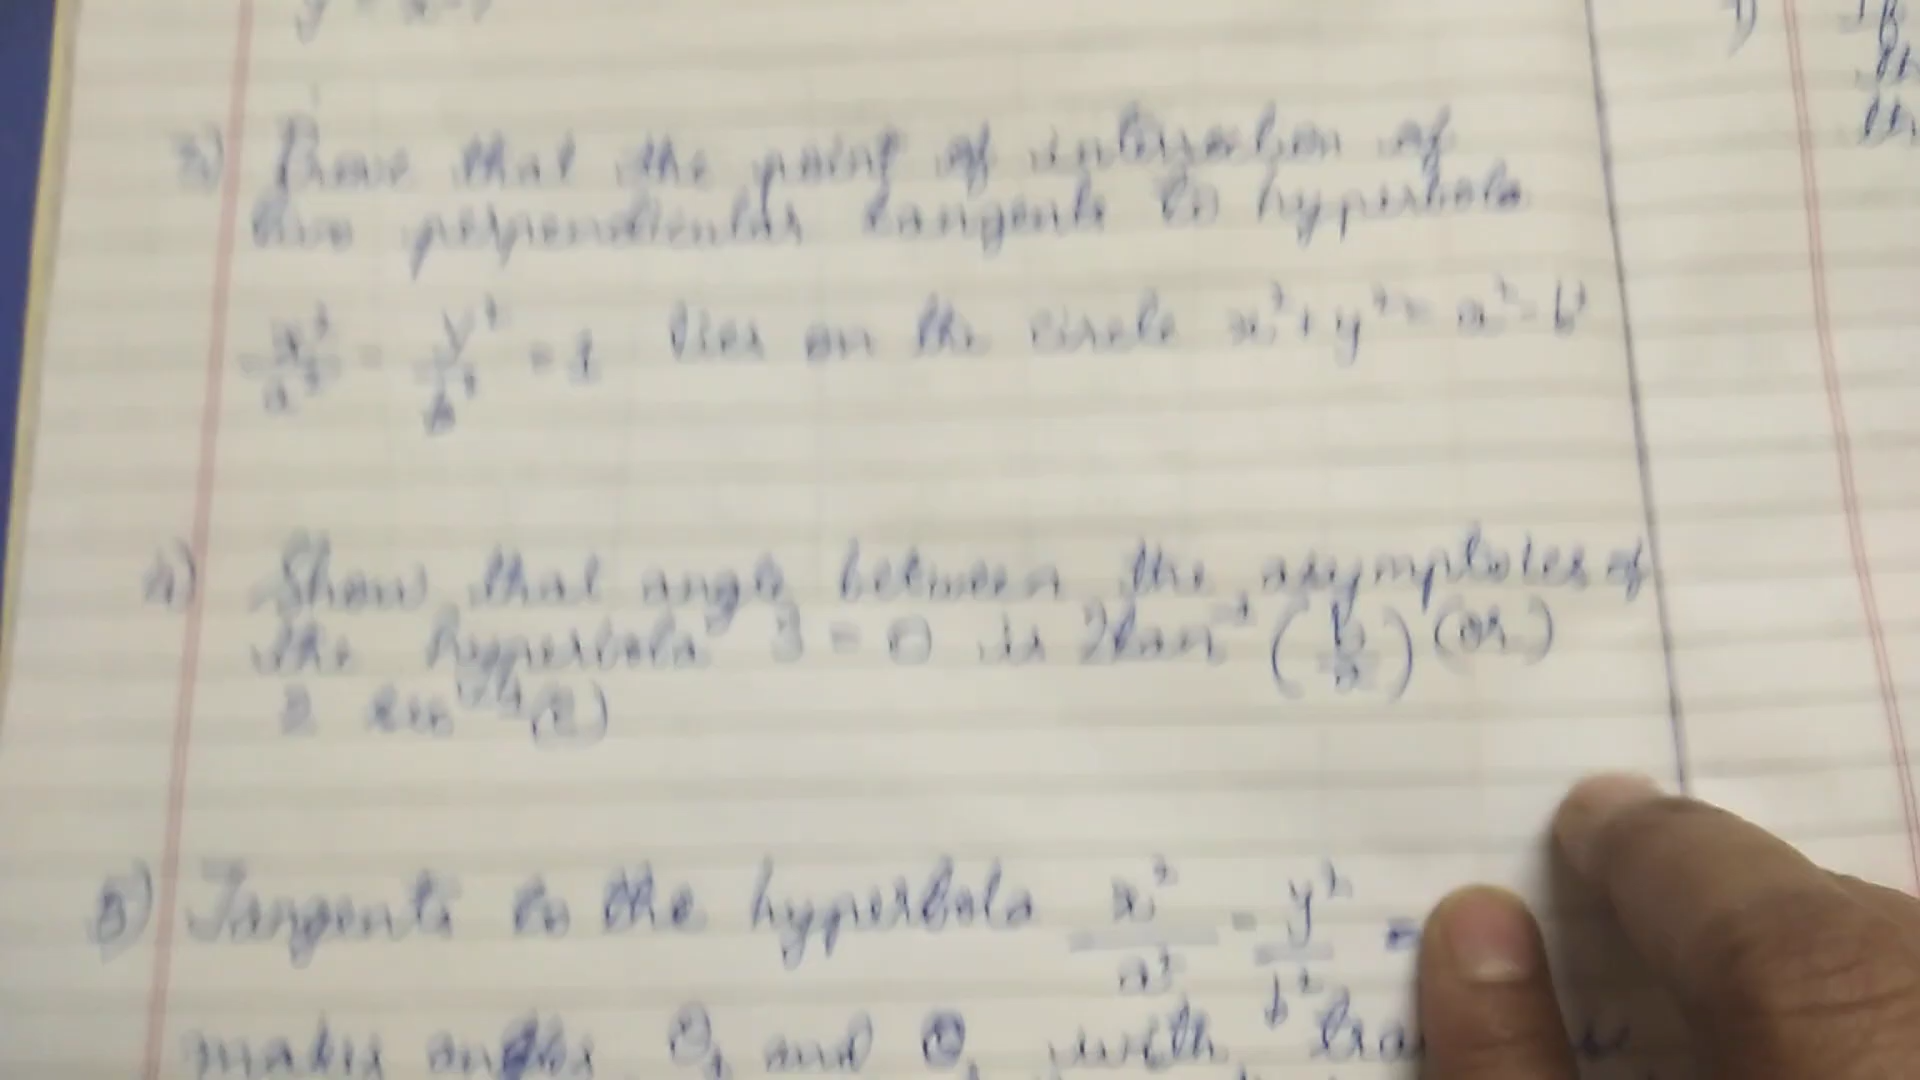 3) Prove that the point of intersection of
two perpendicular tangents to hyperbola
x²/a² - y²/b² = 1 lies on the circle x² + y² = a² - b²
4) Show that angle between the asymptotes of
the hyperbola S = 0 is 2tan⁻¹(b/a) (or)
2 sec⁻¹(e)
5) Tangents to the hyperbola x²/a² - y²/b² =
makes angles θ₁ and θ₂ with